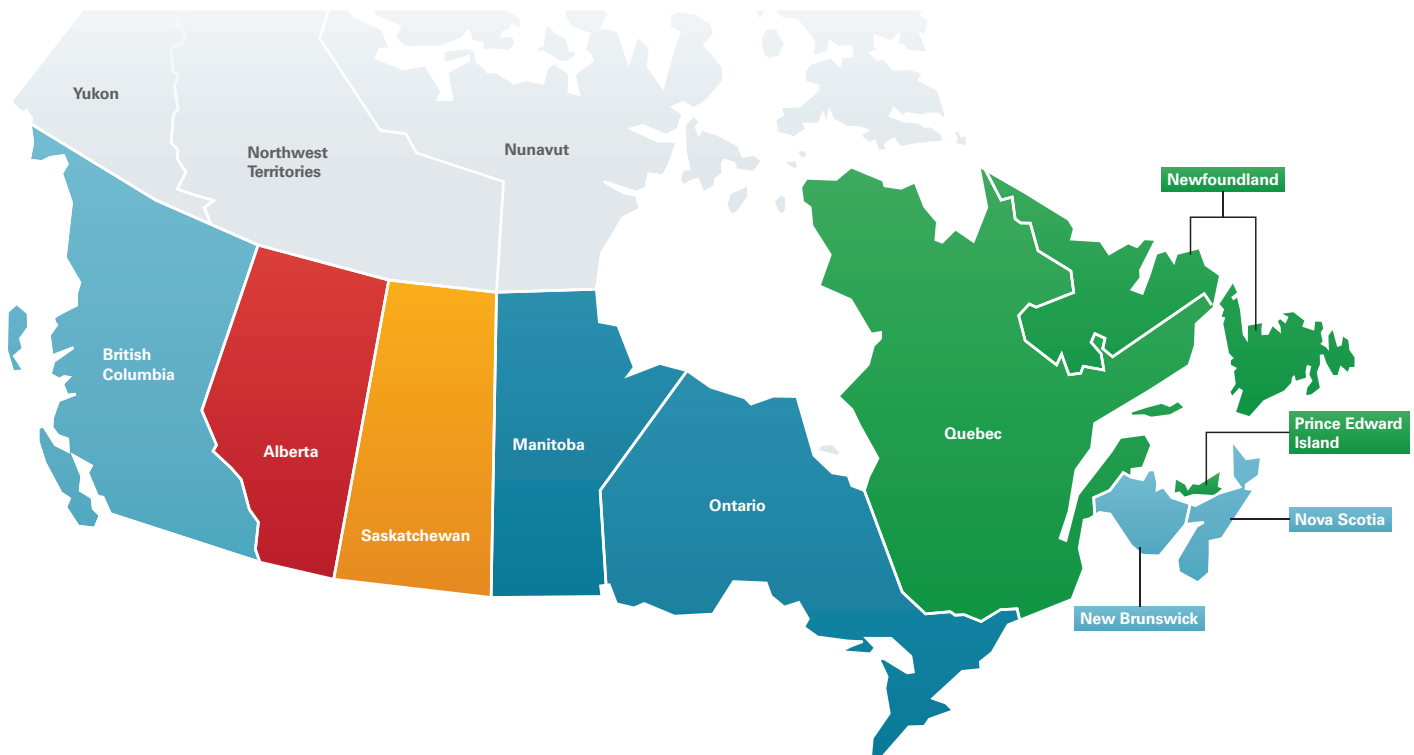 Yukon
Northwest
Territories
Nunavut
Newfoundland
British
Columbia
Alberta
Saskatchewan
Manitoba
Ontario
Quebec
Prince Edward
Island
Nova Scotia
New Brunswick